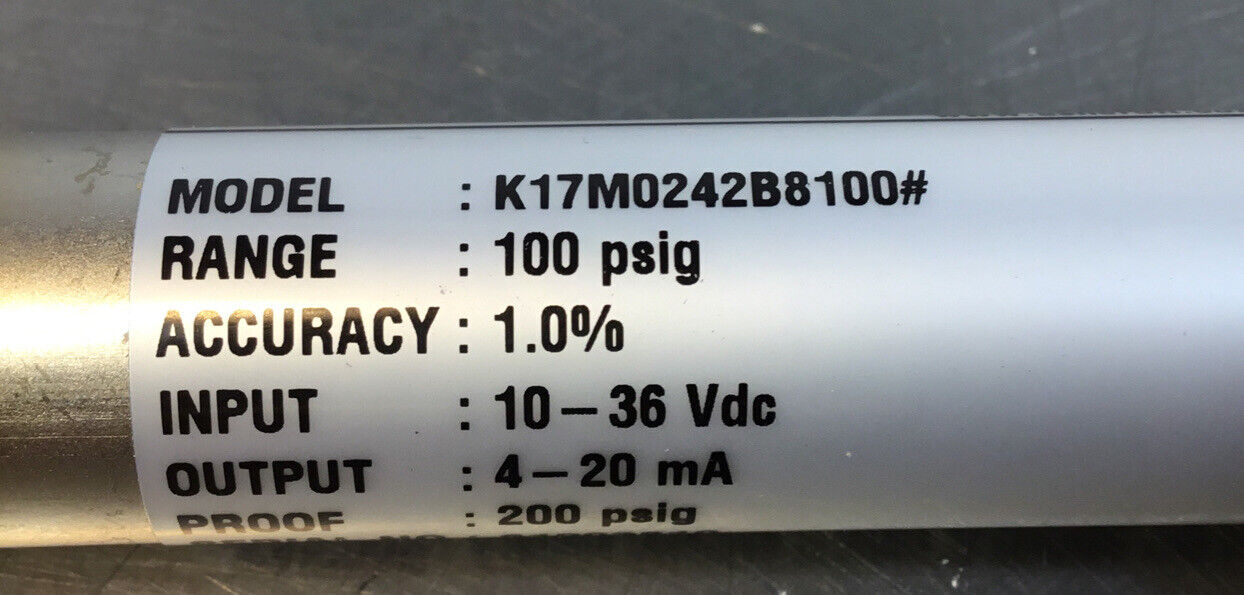 MODEL : K17M0242B8100#
RANGE : 100 psig
ACCURACY : 1.0%
INPUT : 10–36 Vdc
OUTPUT : 4–20 mA
PROOF : 200 psig